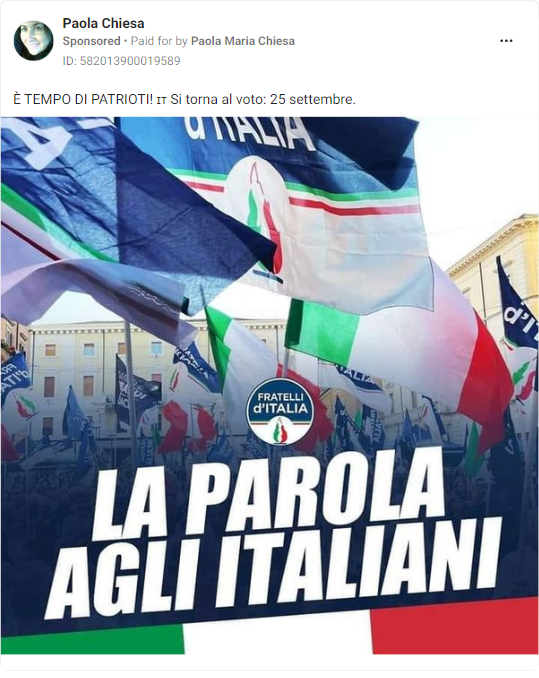 Paola Chiesa
Sponsored • Paid for by Paola Maria Chiesa
ID: 582013900019589
È TEMPO DI PATRIOTI! IT Si torna al voto: 25 settembre.
d'ITALIA
d'I
FRATELLI
d'ITALIA
LA PAROLA
AGLI ITALIANI